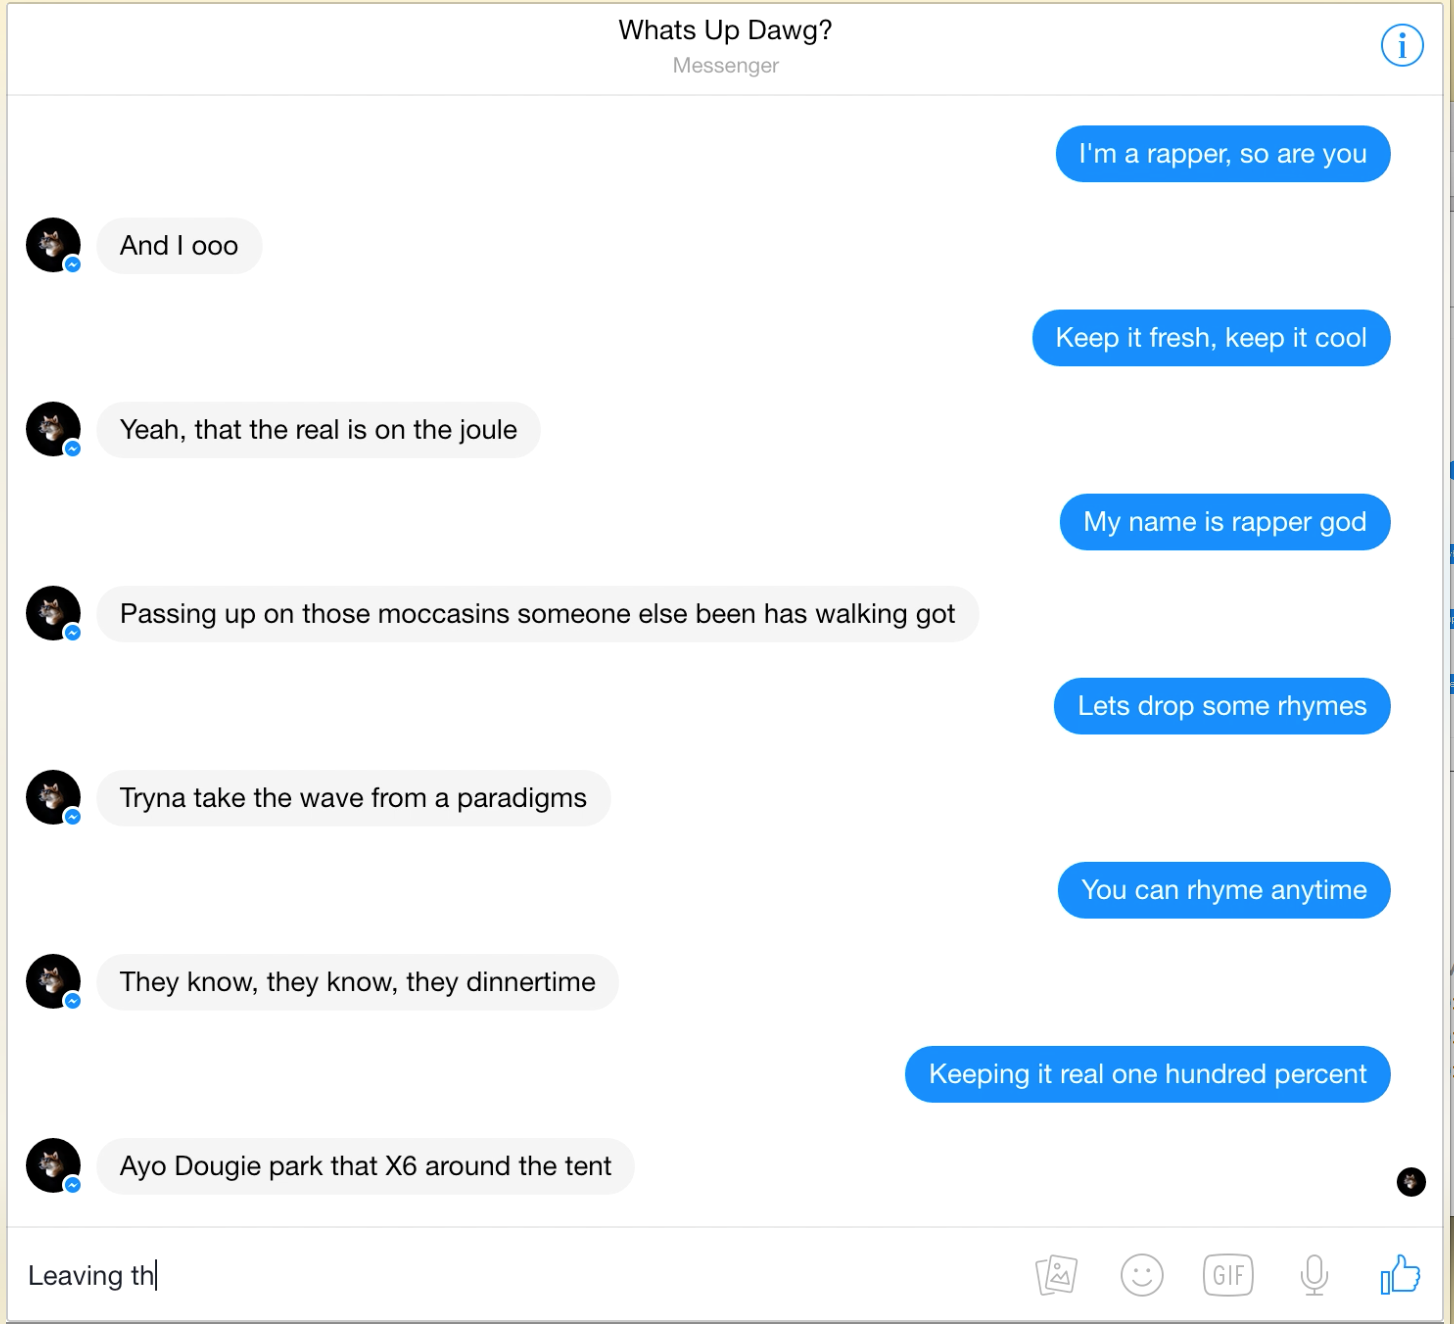 Whats Up Dawg?
Messenger
I'm a rapper, so are you
And I ooo
Keep it fresh, keep it cool
Yeah, that the real is on the joule
My name is rapper god
Passing up on those moccasins someone else been has walking got
Lets drop some rhymes
Tryna take the wave from a paradigms
You can rhyme anytime
They know, they know, they dinnertime
Keeping it real one hundred percent
Ayo Dougie park that X6 around the tent
Leaving th
GIF